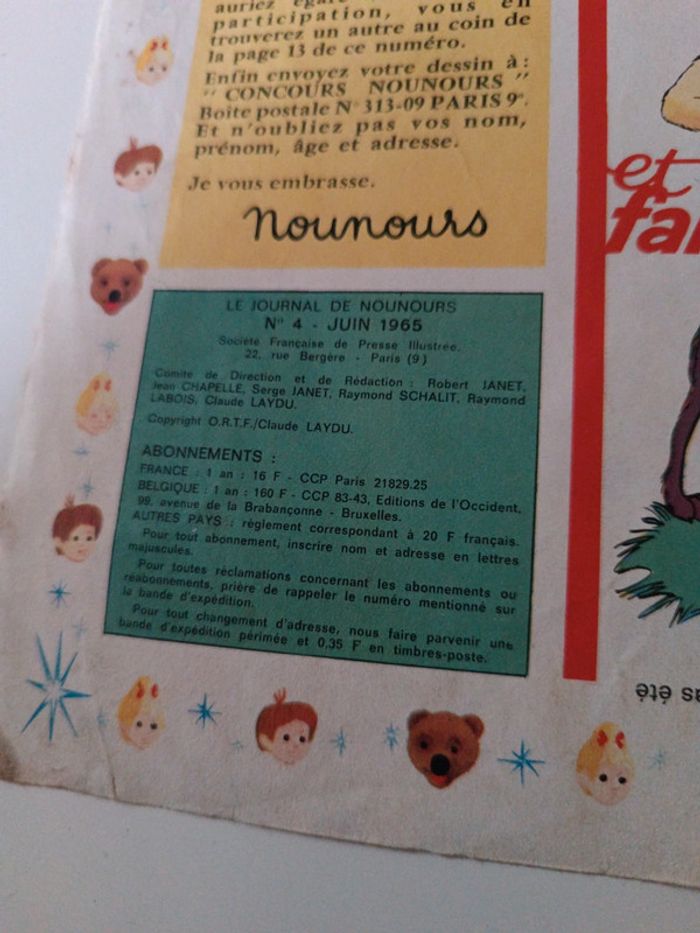 auriez égaré
participation, vous en
trouverez un autre au coin de
la page 13 de ce numéro.
Enfin envoyez votre dessin à :
“ CONCOURS NOUNOURS ”
Boîte postale N° 313-09 PARIS 9e.
Et n'oubliez pas vos nom,
prénom, âge et adresse.
Je vous embrasse.
nounours
LE JOURNAL DE NOUNOURS
N° 4 - JUIN 1965
Société Française de Presse Illustrée.
22, rue Bergère - Paris (9)
Comité de Direction et de Rédaction : Robert JANET,
Jean CHAPELLE, Serge JANET, Raymond SCHALIT, Raymond
LABOIS, Claude LAYDU.
Copyright O.R.T.F./Claude LAYDU.
ABONNEMENTS :
FRANCE : 1 an : 16 F - CCP Paris 21829.25
BELGIQUE : 1 an : 160 F - CCP 83-43, Editions de l'Occident,
99, avenue de la Brabançonne - Bruxelles.
AUTRES PAYS : règlement correspondant à 20 F français.
Pour tout abonnement, inscrire nom et adresse en lettres
majuscules.
Pour toutes réclamations concernant les abonnements ou
réabonnements, prière de rappeler le numéro mentionné sur
la bande d'expédition.
Pour tout changement d'adresse, nous faire parvenir une
bande d'expédition périmée et 0,35 F en timbres-poste.
et
fai
as été